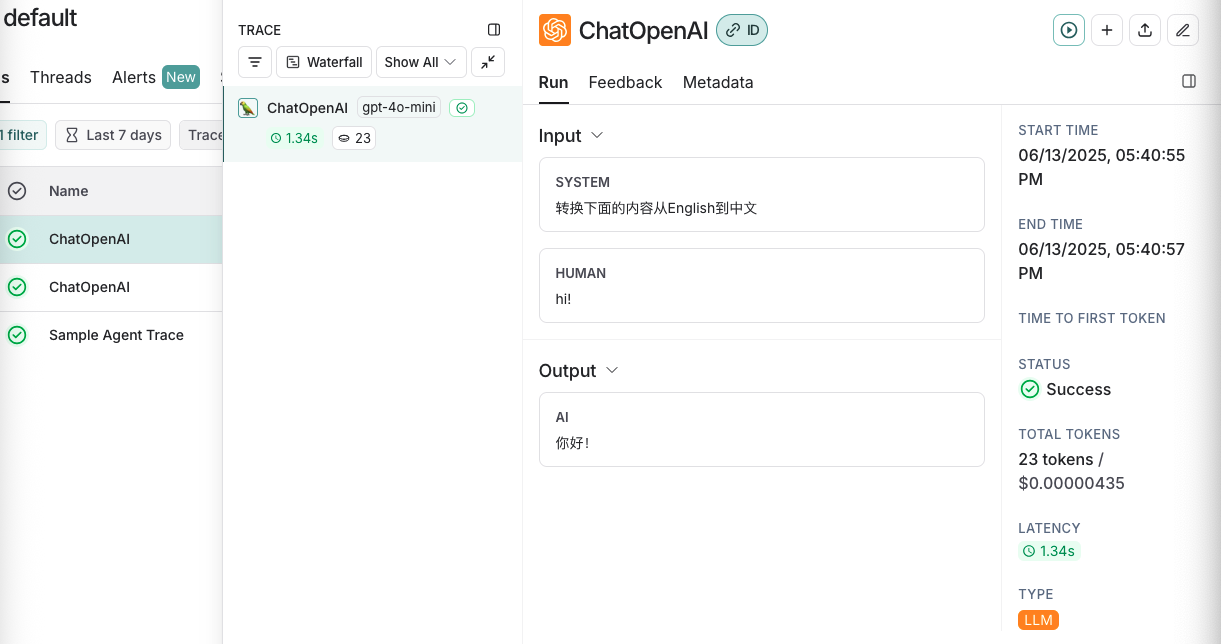 default
s Threads Alerts New
1 filter Last 7 days Trace
Name
ChatOpenAI
ChatOpenAI
Sample Agent Trace
TRACE
Waterfall Show All
ChatOpenAI gpt-4o-mini
1.34s 23
ChatOpenAI ID
Run Feedback Metadata
Input
SYSTEM
转换下面的内容从English到中文
HUMAN
hi!
Output
AI
你好!
START TIME
06/13/2025, 05:40:55
PM
END TIME
06/13/2025, 05:40:57
PM
TIME TO FIRST TOKEN
STATUS
Success
TOTAL TOKENS
23 tokens /
$0.00000435
LATENCY
1.34s
TYPE
LLM